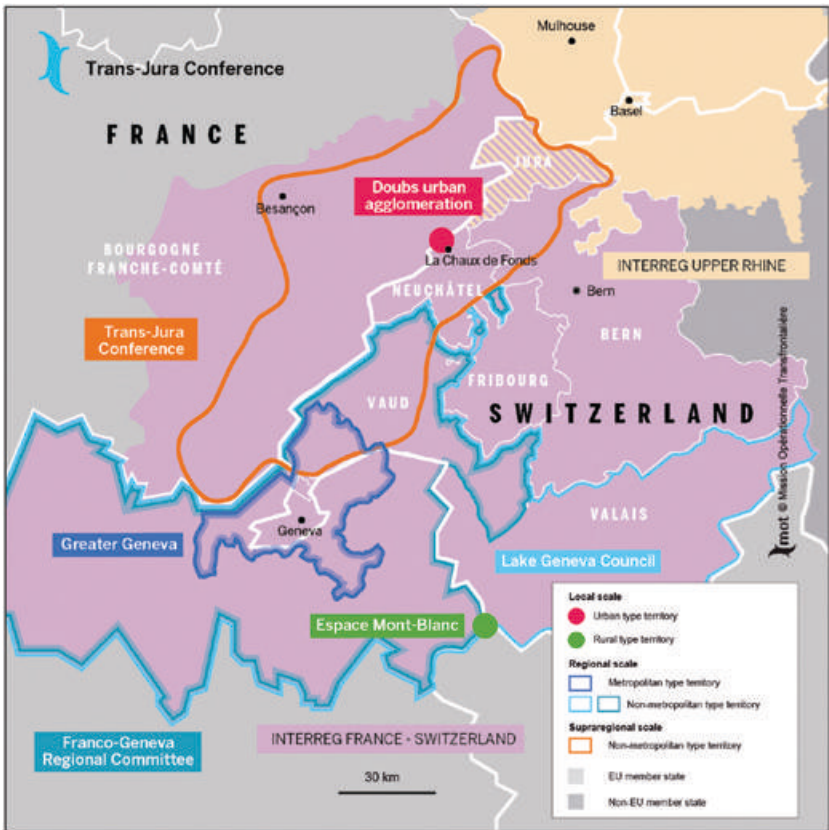 Trans-Jura Conference
Mulhouse
Basel
FRANCE
JURA
Doubs urban
agglomeration
Besançon
La Chaux de Fonds
BOURGOGNE
FRANCHE-COMTÉ
NEUCHÂTEL
INTERREG UPPER RHINE
Bern
BERN
Trans-Jura
Conference
FRIBOURG
VAUD
SWITZERLAND
VALAIS
Geneva
Greater Geneva
Lake Geneva Council
Espace Mont-Blanc
Franco-Geneva
Regional Committee
INTERREG FRANCE - SWITZERLAND
30 km
Local scale
Urban type territory
Rural type territory
Regional scale
Metropolitan type territory
Non-metropolitan type territory
Supraregional scale
Non-metropolitan type territory
EU member state
Non-EU member state
mot © Mission Opérationnelle Transfrontalière